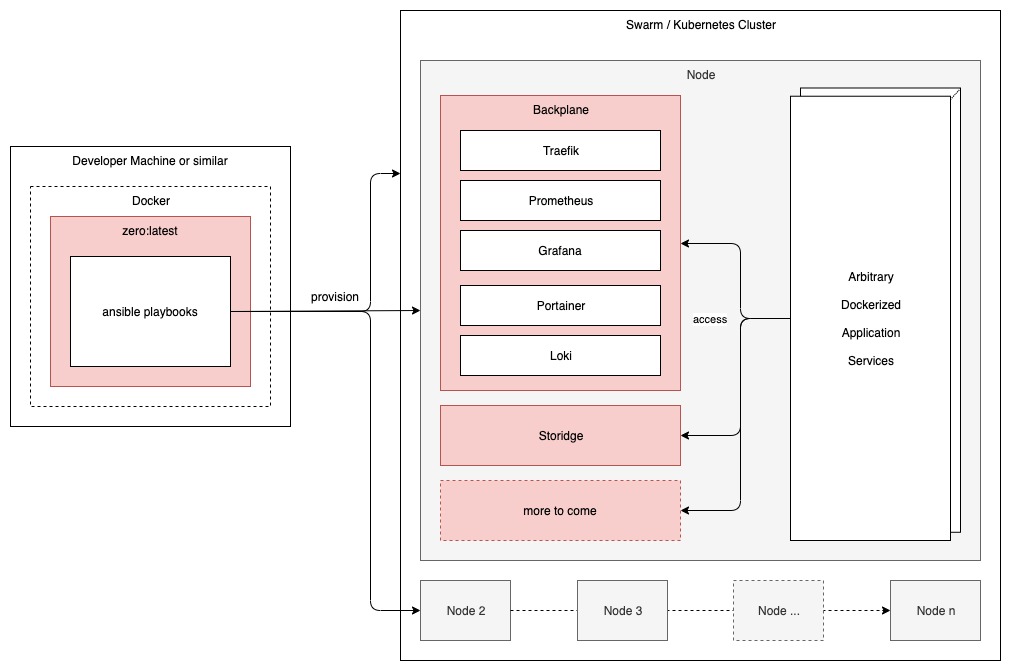 Swarm / Kubernetes Cluster
Node
Backplane
Traefik
Prometheus
Grafana
Portainer
Loki
Storidge
more to come
access
Arbitrary
Dockerized
Application
Services
Developer Machine or similar
Docker
zero:latest
ansible playbooks
provision
Node 2
Node 3
Node ...
Node n